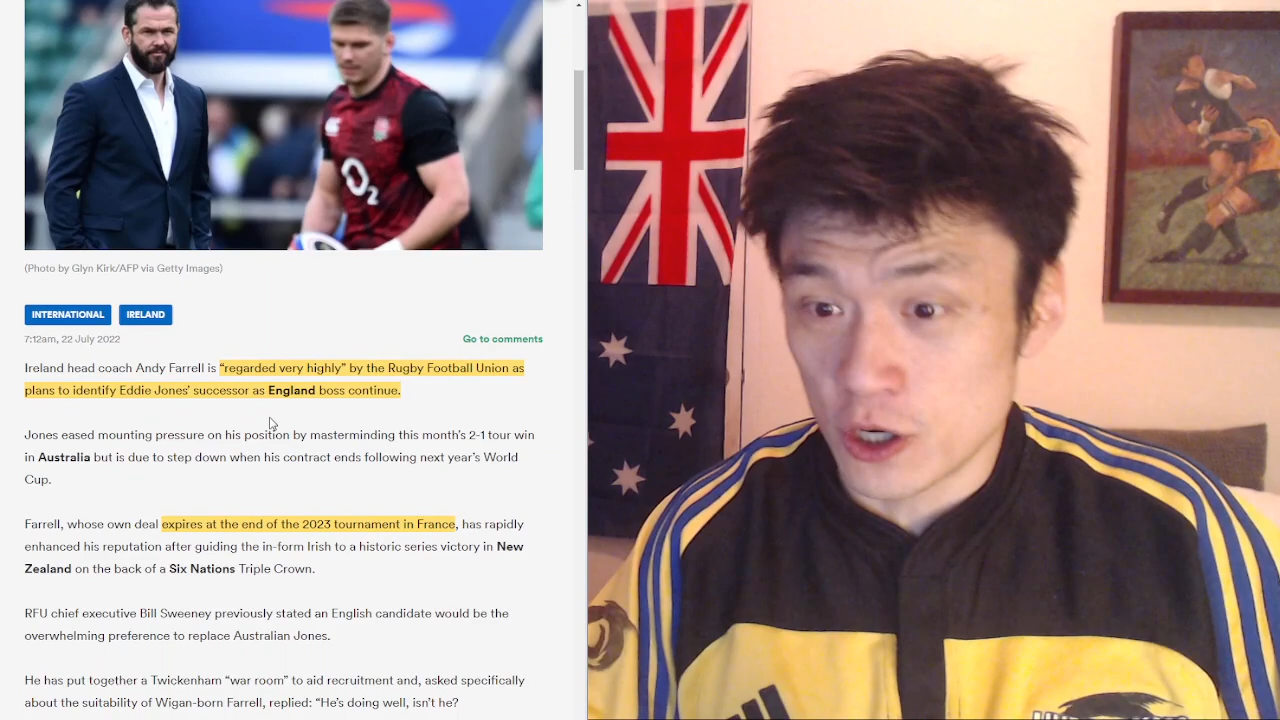 O2
(Photo by Glyn Kirk/AFP via Getty Images)
INTERNATIONAL IRELAND
7:12am, 22 July 2022 Go to comments
Ireland head coach Andy Farrell is “regarded very highly” by the Rugby Football Union as
plans to identify Eddie Jones’ successor as England boss continue.
Jones eased mounting pressure on his position by masterminding this month’s 2-1 tour win
in Australia but is due to step down when his contract ends following next year’s World
Cup.
Farrell, whose own deal expires at the end of the 2023 tournament in France, has rapidly
enhanced his reputation after guiding the in-form Irish to a historic series victory in New
Zealand on the back of a Six Nations Triple Crown.
RFU chief executive Bill Sweeney previously stated an English candidate would be the
overwhelming preference to replace Australian Jones.
He has put together a Twickenham “war room” to aid recruitment and, asked specifically
about the suitability of Wigan-born Farrell, replied: “He’s doing well, isn’t he?